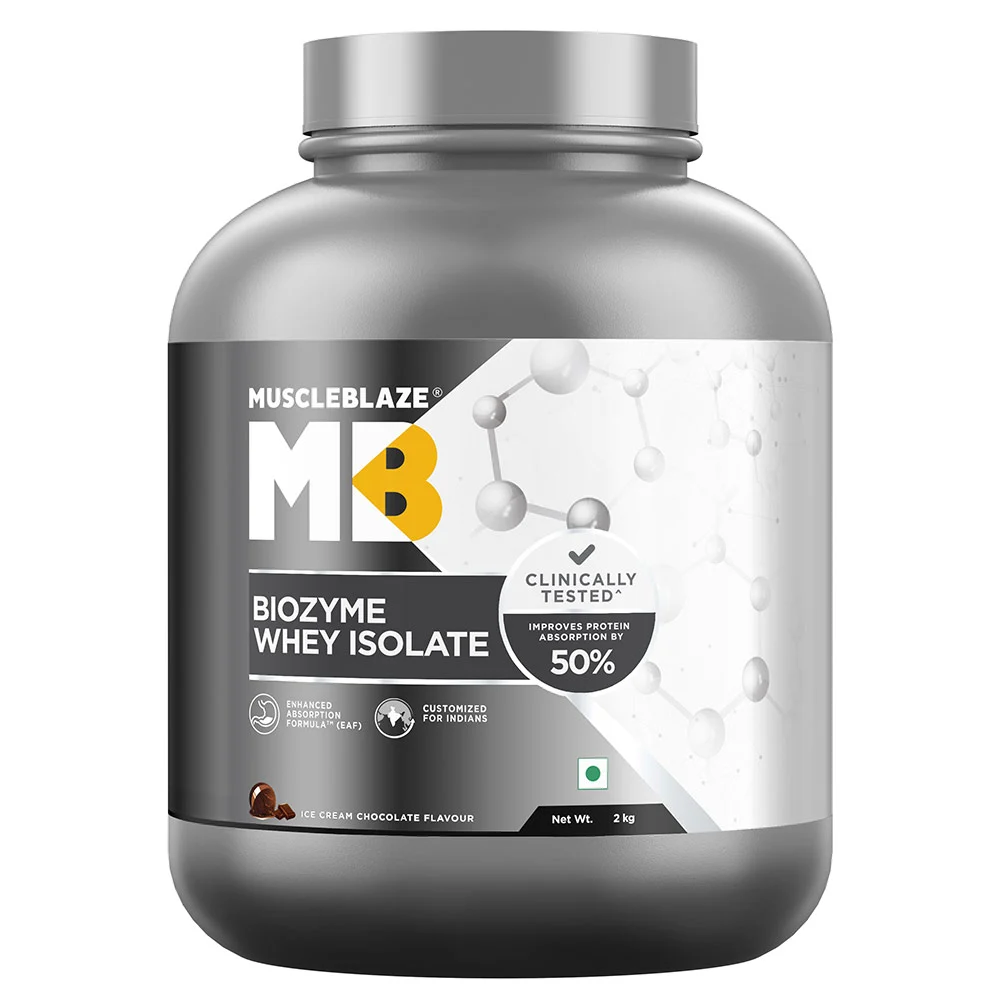 MUSCLEBLAZE®
MB
BIOZYME
WHEY ISOLATE
CLINICALLY
TESTED^
IMPROVES PROTEIN
ABSORPTION BY
50%
ENHANCED
ABSORPTION
FORMULA™ (EAF)
CUSTOMIZED
FOR INDIANS
ICE CREAM CHOCOLATE FLAVOUR
Net Wt. 2 kg